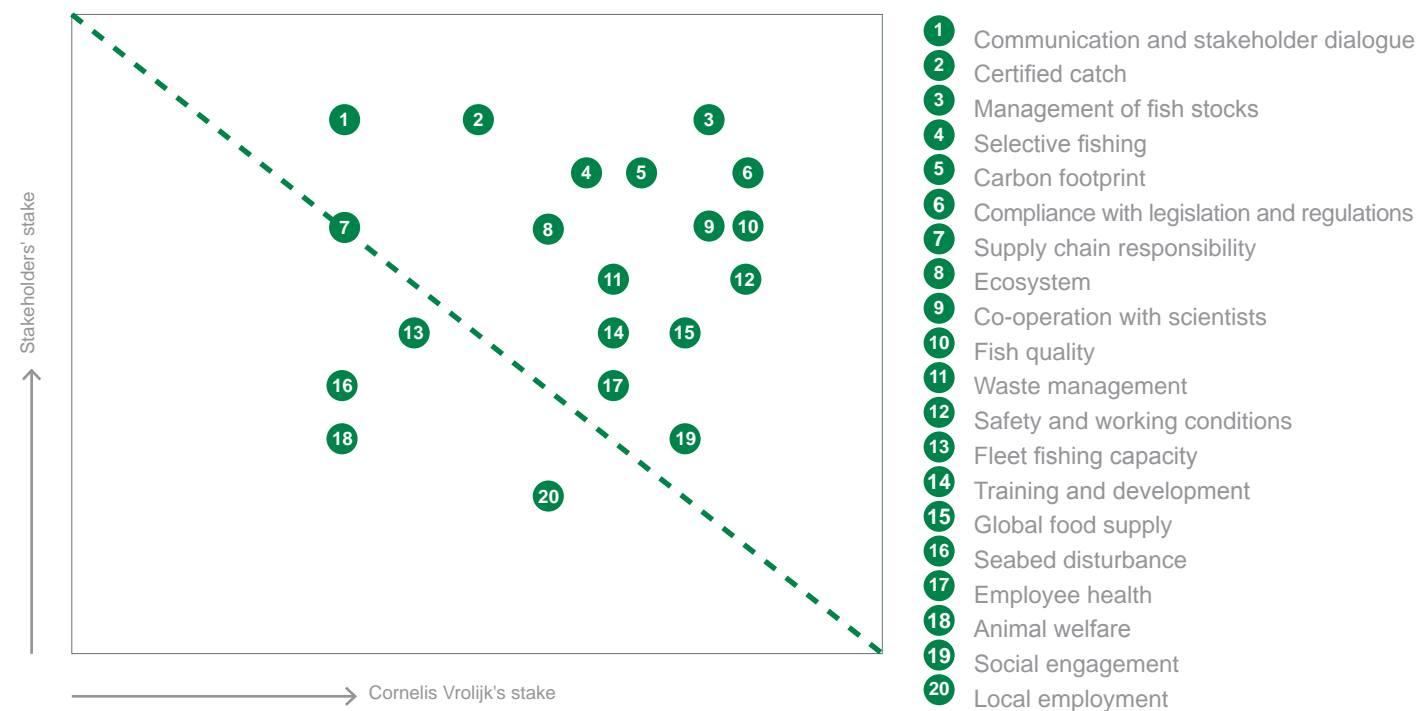 1 2 3
4 5 6
7 8 9 10
11 12
13 14 15
16 17
18 19
20
Stakeholders' stake
Cornelis Vrolijk's stake
1 Communication and stakeholder dialogue
2 Certified catch
3 Management of fish stocks
4 Selective fishing
5 Carbon footprint
6 Compliance with legislation and regulations
7 Supply chain responsibility
8 Ecosystem
9 Co-operation with scientists
10 Fish quality
11 Waste management
12 Safety and working conditions
13 Fleet fishing capacity
14 Training and development
15 Global food supply
16 Seabed disturbance
17 Employee health
18 Animal welfare
19 Social engagement
20 Local employment